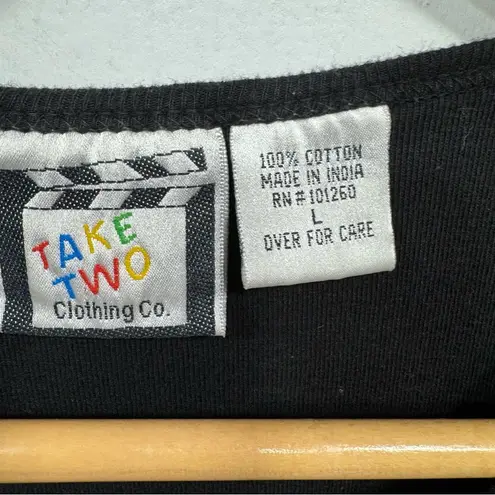 TAKE
TWO
Clothing Co.
100% COTTON
MADE IN INDIA
RN#101260
L
OVER FOR CARE